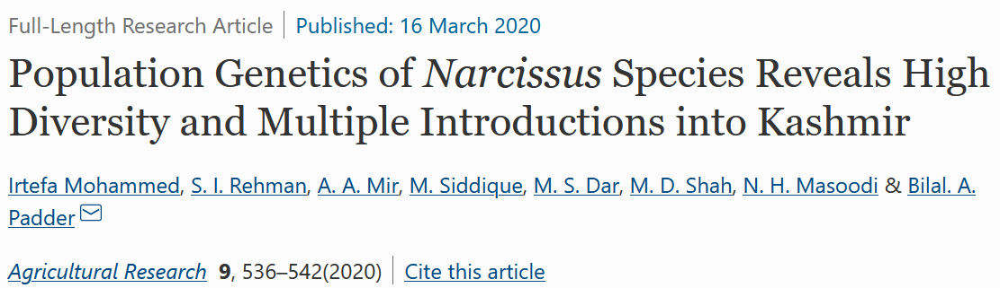 Full-Length Research Article | Published: 16 March 2020
Population Genetics of Narcissus Species Reveals High
Diversity and Multiple Introductions into Kashmir
Irtefa Mohammed, S. I. Rehman, A. A. Mir, M. Siddique, M. S. Dar, M. D. Shah, N. H. Masoodi & Bilal. A.
Padder
Agricultural Research 9, 536–542(2020) | Cite this article